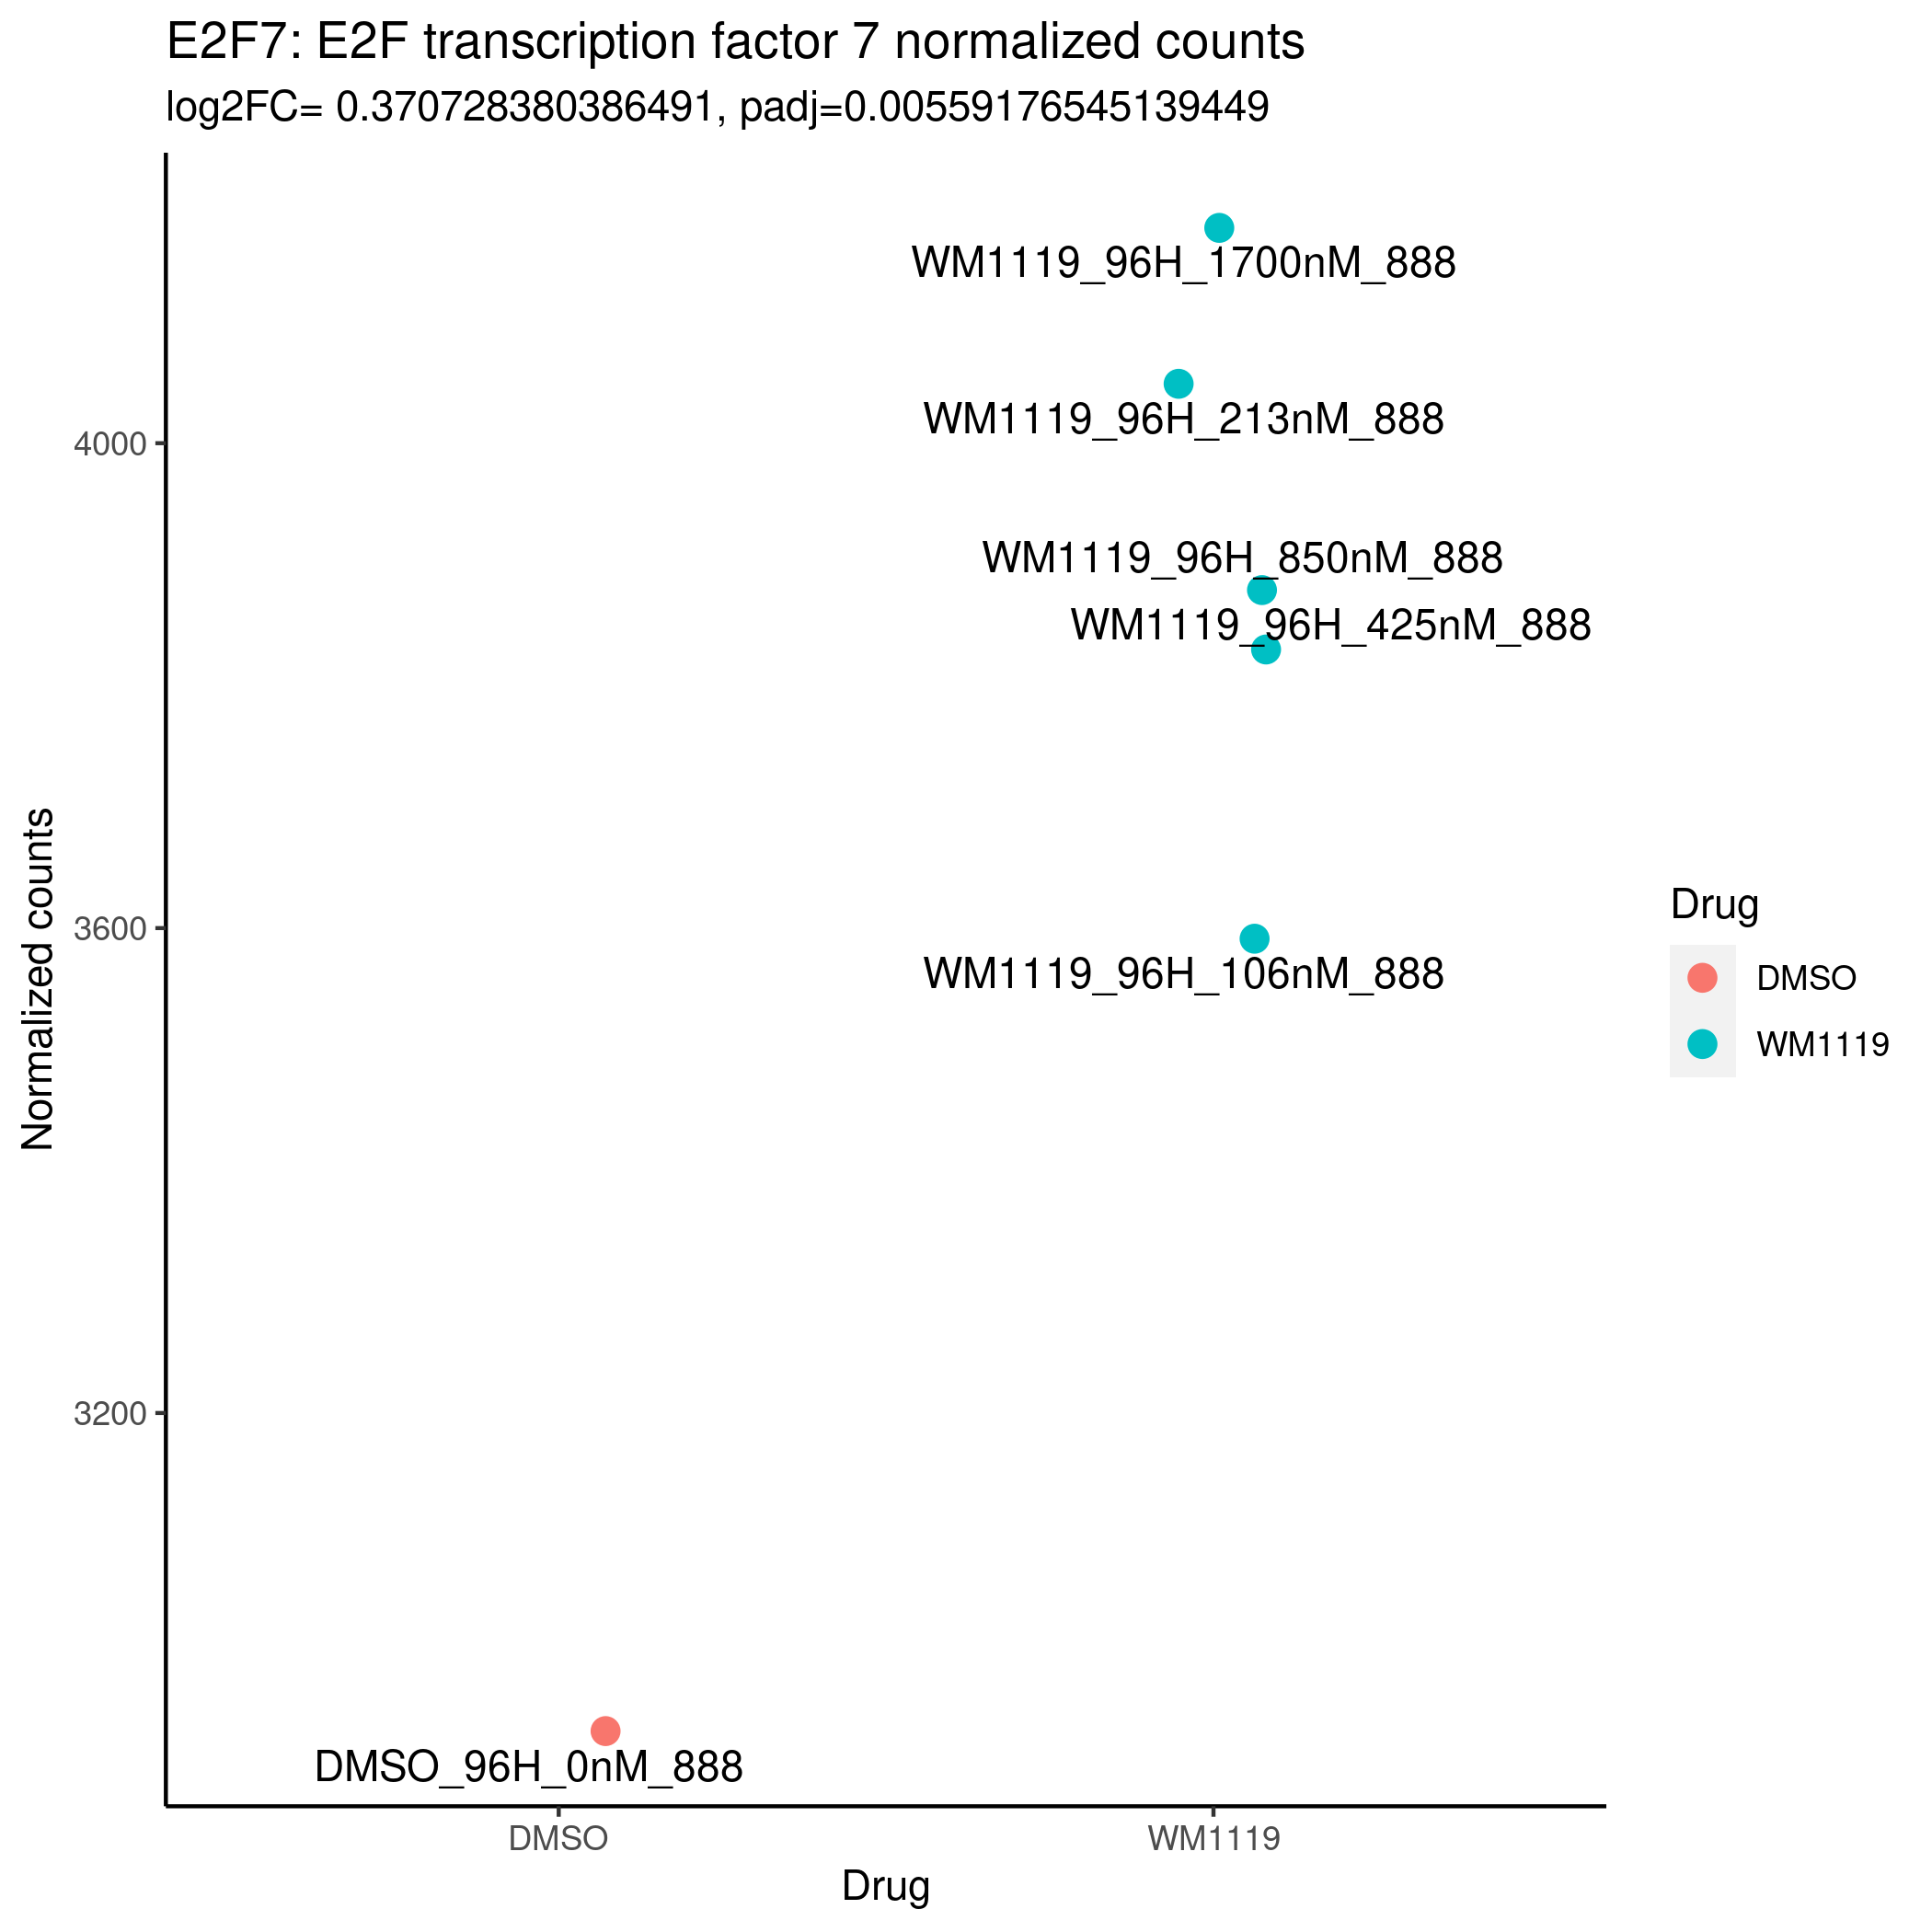 E2F7: E2F transcription factor 7 normalized counts
log2FC= 0.370728380386491, padj=0.00559176545139449
WM1119_96H_1700nM_888
WM1119_96H_213nM_888
4000
WM1119_96H_850nM_888
WM1119_96H_425nM_888
Normalized counts
3600
WM1119_96H_106nM_888
Drug
DMSO
WM1119
3200
DMSO_96H_0nM_888
DMSO
WM1119
Drug